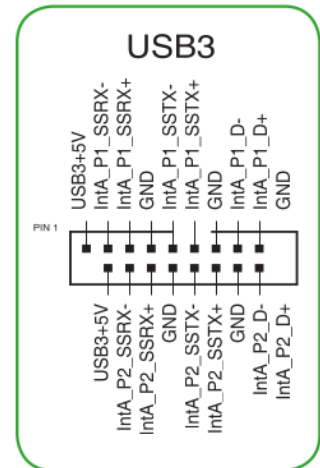 USB3
USB3+5V
IntA_P1_SSRX-
IntA_P1_SSRX+
GND
IntA_P1_SSTX-
IntA_P1_SSTX+
GND
IntA_P1_D-
IntA_P1_D+
GND
PIN 1
USB3+5V
IntA_P2_SSRX-
IntA_P2_SSRX+
GND
IntA_P2_SSTX-
IntA_P2_SSTX+
GND
IntA_P2_D-
IntA_P2_D+